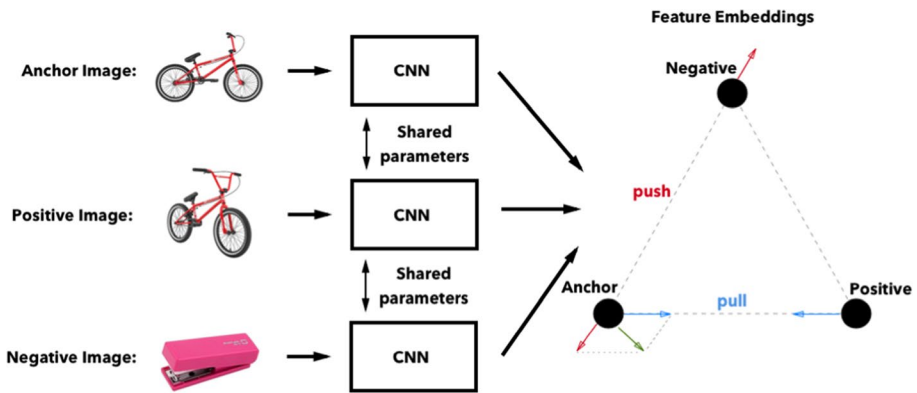 Feature Embeddings
Anchor Image:
CNN
Negative
Shared
parameters
push
Positive Image:
CNN
Shared
parameters
Anchor
pull
Positive
Negative Image:
CNN